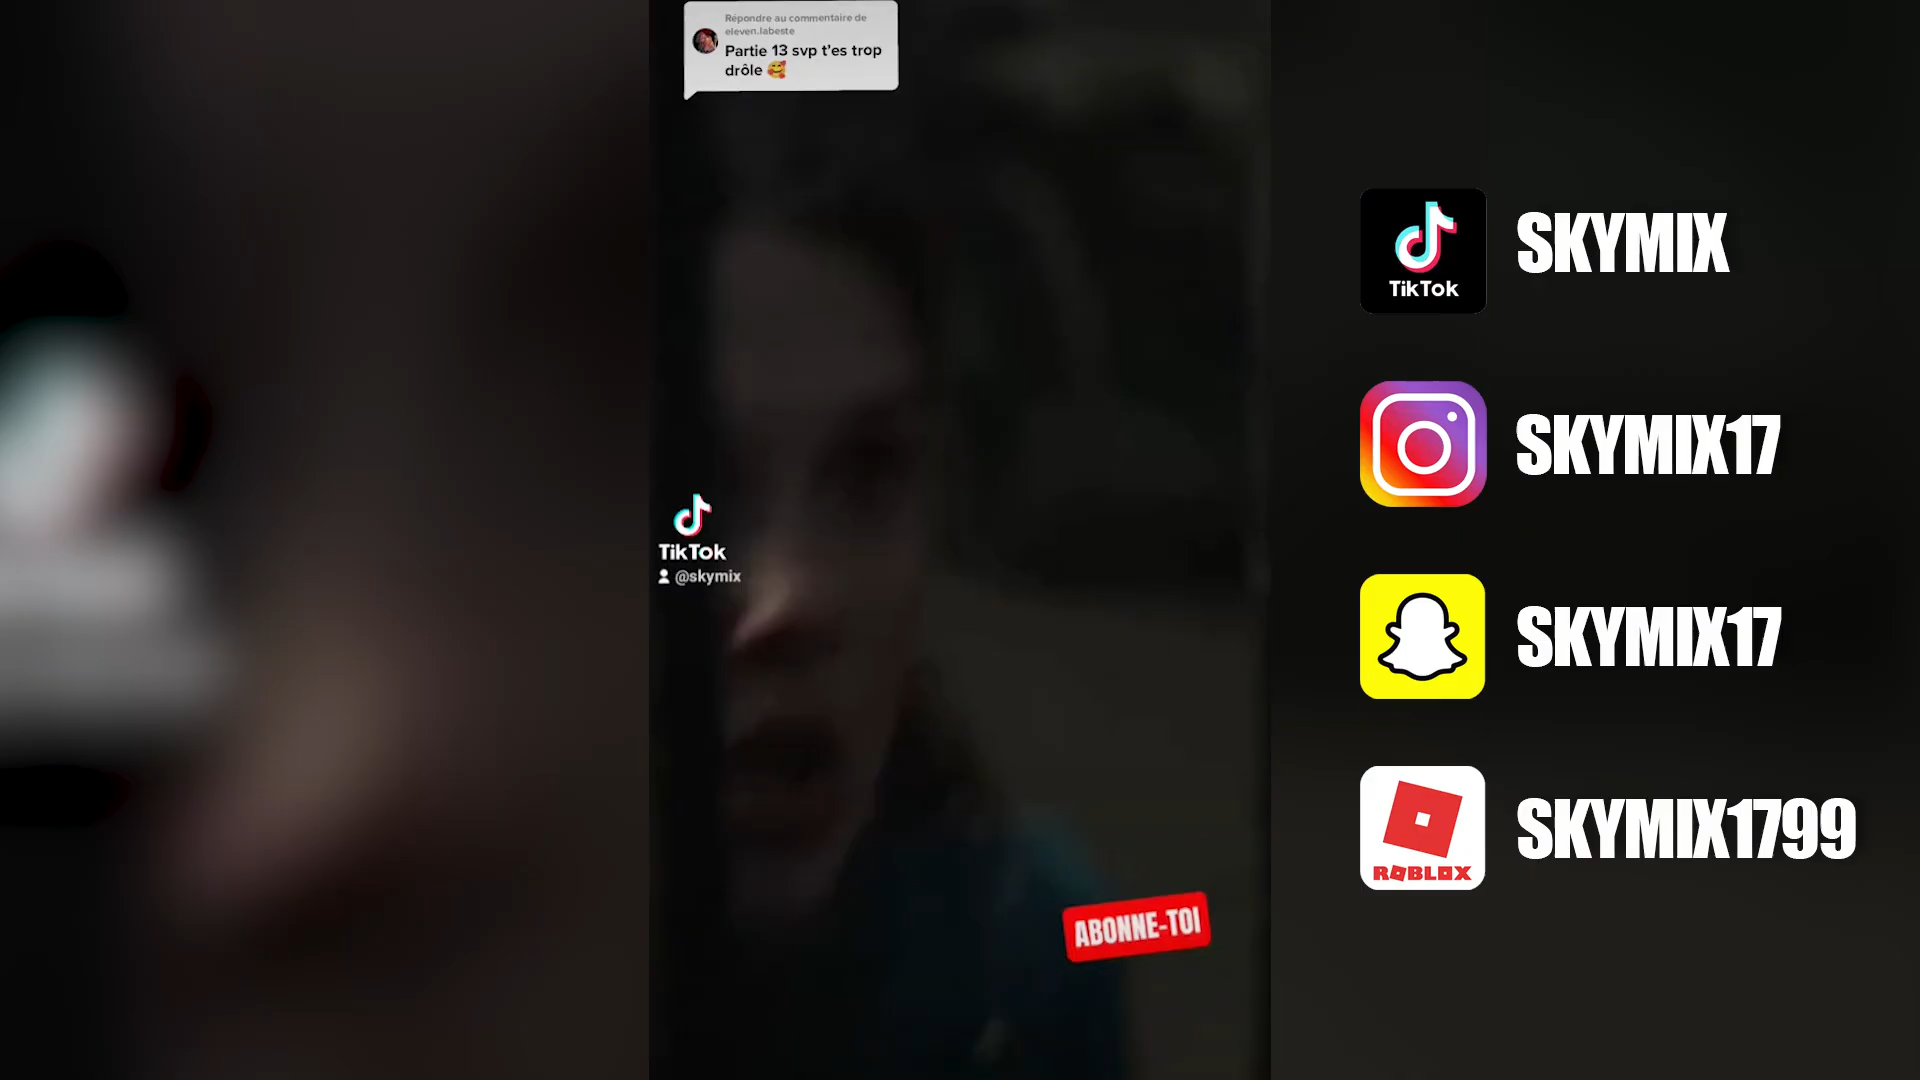 Répondre au commentaire de
eleven.labeste
Partie 13 svp t'es trop
drôle 🥰
TikTok
@skymix
ABONNE-TOI
TikTok
SKYMIX
SKYMIX17
SKYMIX17
ROBLOX
SKYMIX1799